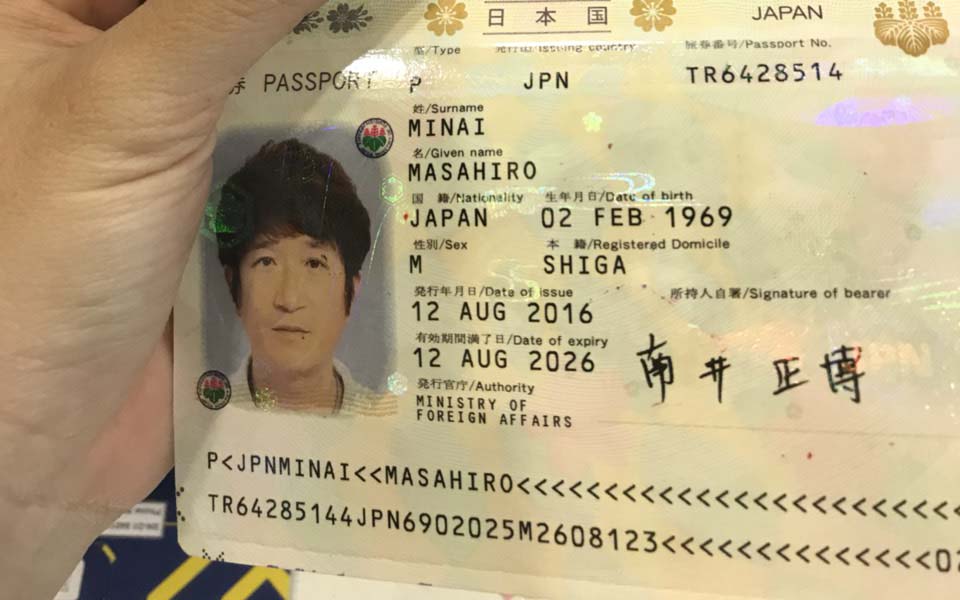 日本国 JAPAN
型/Type 発行国/Issuing country 旅券番号/Passport No.
券 PASSPORT P JPN TR6428514
姓/Surname
MINAI
名/Given name
MASAHIRO
国 籍/Nationality 生年月日/Date of birth
JAPAN 02 FEB 1969
性別/Sex 本 籍/Registered Domicile
M SHIGA
発行年月日/Date of issue 所持人自署/Signature of bearer
12 AUG 2016
有効期間満了日/Date of expiry
12 AUG 2026
南井 正博
発行官庁/Authority
MINISTRY OF
FOREIGN AFFAIRS
P<JPNMINAI<<MASAHIRO<<<<<<<<<<<<<<<<<<<<<<<
TR64285144JPN6902025M2608123<<<<<<<<<<<<<<0